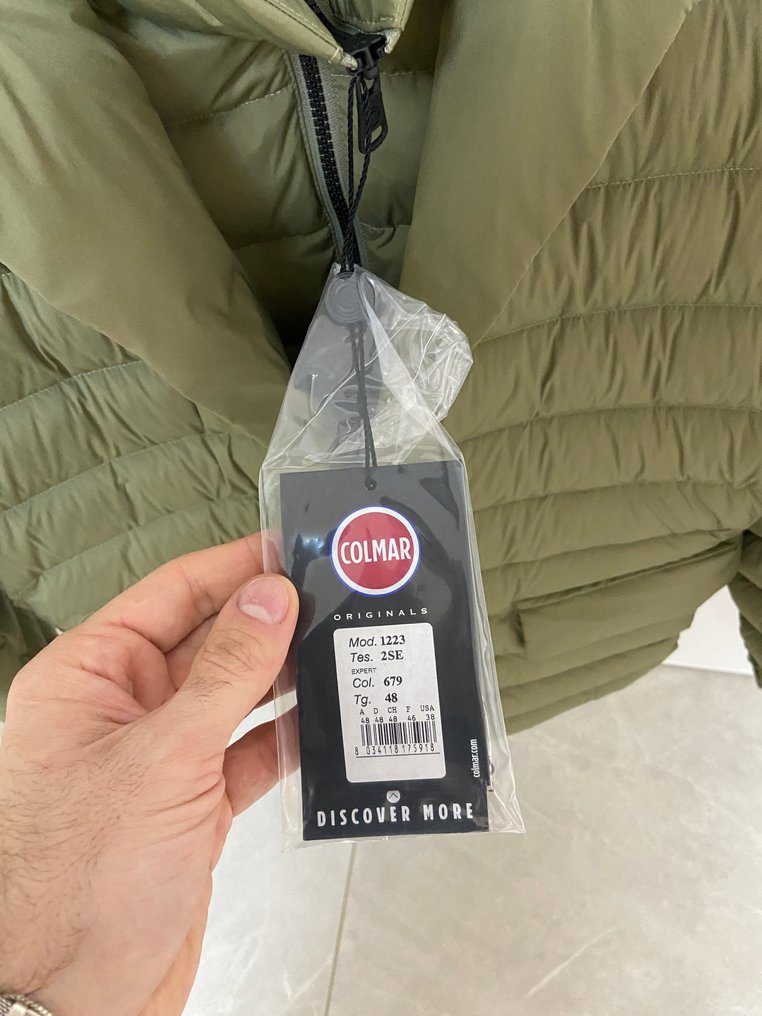 COLMAR
ORIGINALS
Mod. 1223
Tes. 2SE
EXPERT
Col. 679
Tg. 48
A D CH F USA
48 48 48 46 38
8 034118 175918
colmar.com
DISCOVER MORE